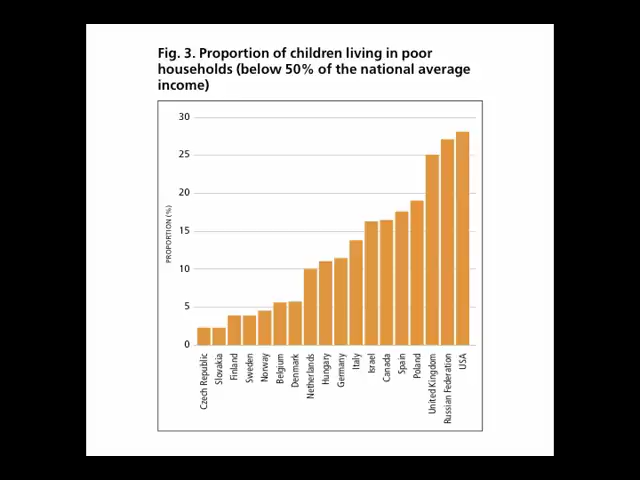 Fig. 3. Proportion of children living in poor
households (below 50% of the national average
income)
30
25
20
15
10
5
0
PROPORTION (%)
Czech Republic
Slovakia
Finland
Sweden
Norway
Belgium
Denmark
Netherlands
Hungary
Germany
Italy
Israel
Canada
Spain
Poland
United Kingdom
Russian Federation
USA